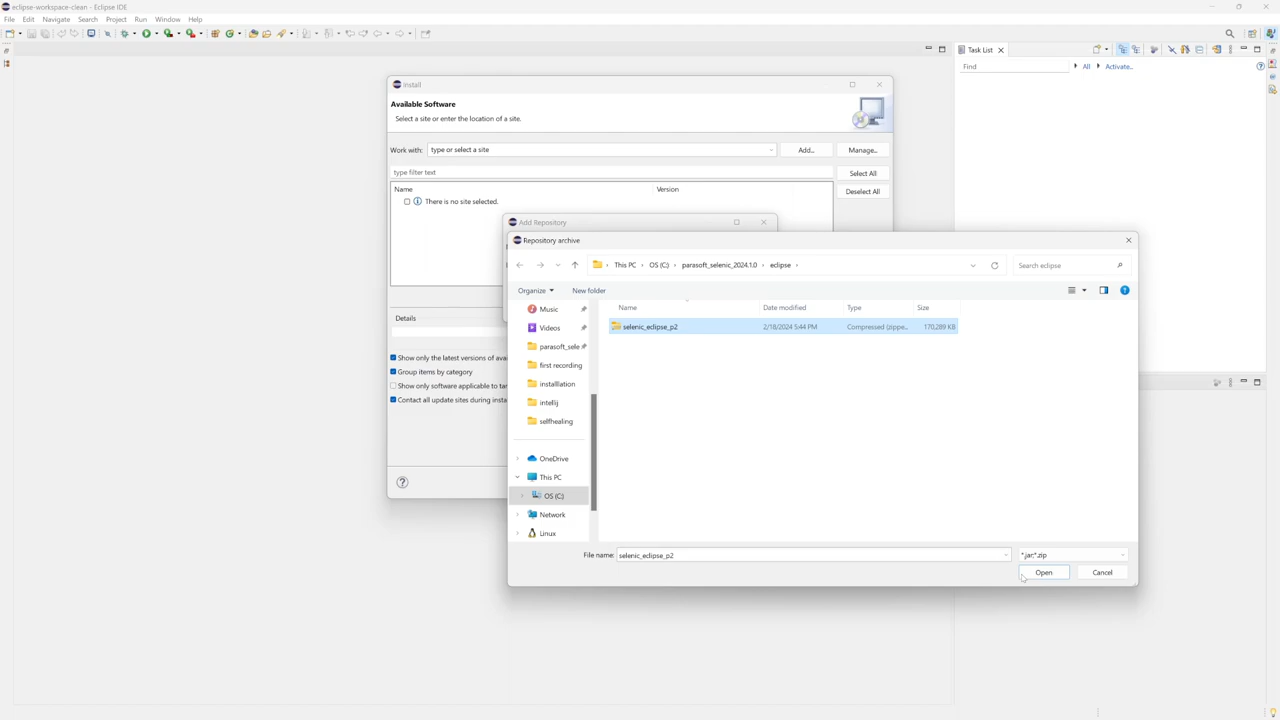 eclipse-workspace-clean - Eclipse IDE
File Edit Navigate Search Project Run Window Help
Task List
Find
All
Activate...
Install
Available Software
Select a site or enter the location of a site.
Work with:
type or select a site
Add...
Manage...
type filter text
Select All
Name
Version
Deselect All
There is no site selected.
Add Repository
Repository archive
This PC
OS (C:)
parasoft_selenic_2024.1.0
eclipse
Search eclipse
Organize
New folder
Name
Date modified
Type
Size
selenic_eclipse_p2
2/18/2024 5:44 PM
Compressed (zippe...
170,289 KB
Music
Videos
parasoft_sele
first recording
installlation
intellij
selfhealing
OneDrive
This PC
OS (C:)
Network
Linux
Details
Show only the latest versions of avai
Group items by category
Show only software applicable to tar
Contact all update sites during insta
File name:
selenic_eclipse_p2
*.jar;*.zip
Open
Cancel